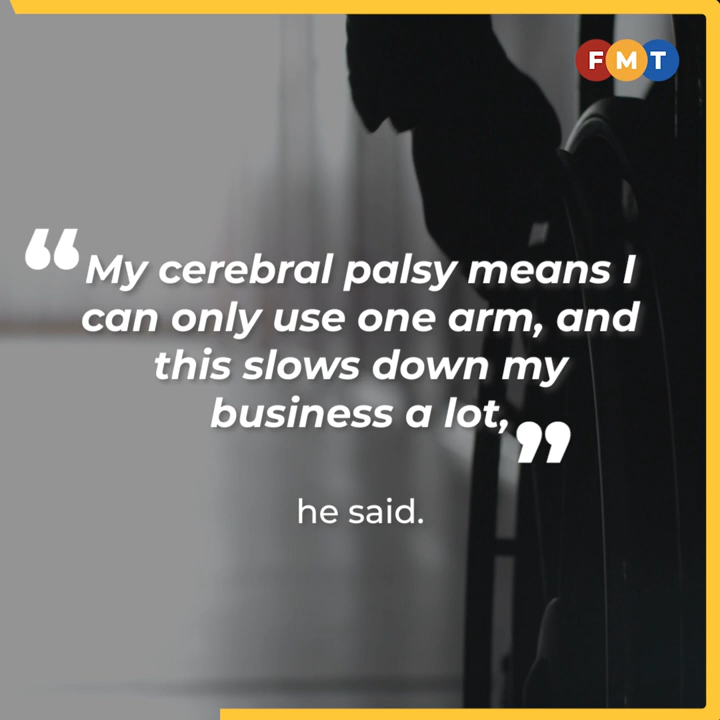 FMT
“My cerebral palsy means I
can only use one arm, and
this slows down my
business a lot,”
he said.